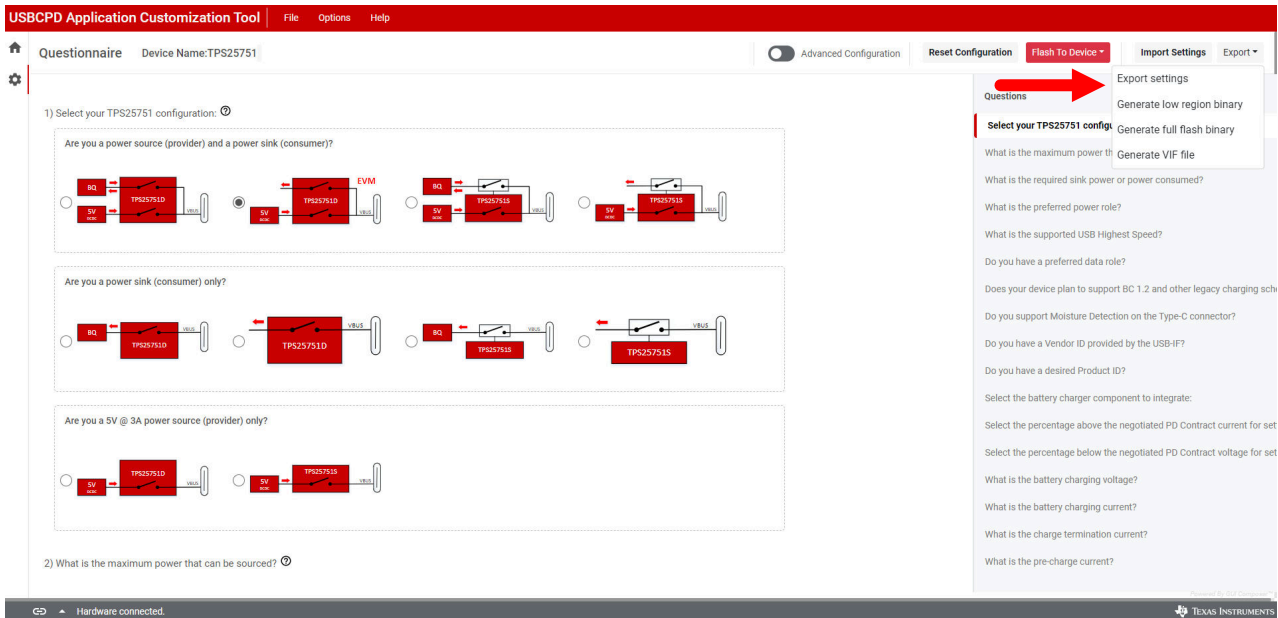 USBCPD Application Customization Tool File Options Help
Questionnaire Device Name:TPS25751 Advanced Configuration Reset Configuration Flash To Device Import Settings Export
Export settings
Generate low region binary
Generate full flash binary
Generate VIF file
1) Select your TPS25751 configuration:
Are you a power source (provider) and a power sink (consumer)?
BQ
5V
DCDC
TPS25751D
VBUS
EVM
TPS25751D
5V
DCDC
VBUS
BQ
5V
DCDC
TPS25751S
VBUS
5V
DCDC
TPS25751S
VBUS
Are you a power sink (consumer) only?
BQ
TPS25751D
VBUS
TPS25751D
VBUS
BQ
TPS25751S
VBUS
TPS25751S
VBUS
Are you a 5V @ 3A power source (provider) only?
5V
DCDC
TPS25751D
VBUS
5V
DCDC
TPS25751S
VBUS
2) What is the maximum power that can be sourced?
Questions
Select your TPS25751 configu
What is the maximum power th
What is the required sink power or power consumed?
What is the preferred power role?
What is the supported USB Highest Speed?
Do you have a preferred data role?
Does your device plan to support BC 1.2 and other legacy charging sche
Do you support Moisture Detection on the Type-C connector?
Do you have a Vendor ID provided by the USB-IF?
Do you have a desired Product ID?
Select the battery charger component to integrate:
Select the percentage above the negotiated PD Contract current for set
Select the percentage below the negotiated PD Contract voltage for set
What is the battery charging voltage?
What is the battery charging current?
What is the charge termination current?
What is the pre-charge current?
Hardware connected.
TEXAS INSTRUMENTS